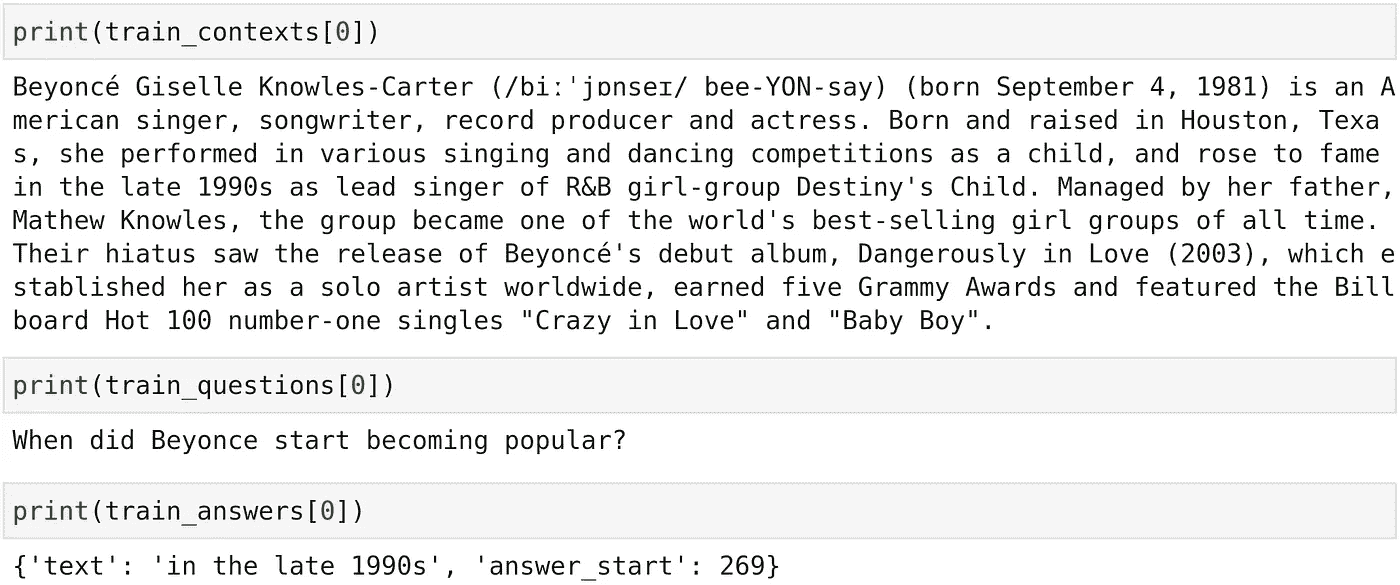 print(train_contexts[0])
Beyoncé Giselle Knowles-Carter (/biːˈjɒnseɪ/ bee-YON-say) (born September 4, 1981) is an A
merican singer, songwriter, record producer and actress. Born and raised in Houston, Texa
s, she performed in various singing and dancing competitions as a child, and rose to fame
in the late 1990s as lead singer of R&B girl-group Destiny's Child. Managed by her father,
Mathew Knowles, the group became one of the world's best-selling girl groups of all time.
Their hiatus saw the release of Beyoncé's debut album, Dangerously in Love (2003), which e
stablished her as a solo artist worldwide, earned five Grammy Awards and featured the Bill
board Hot 100 number-one singles "Crazy in Love" and "Baby Boy".
print(train_questions[0])
When did Beyonce start becoming popular?
print(train_answers[0])
{'text': 'in the late 1990s', 'answer_start': 269}